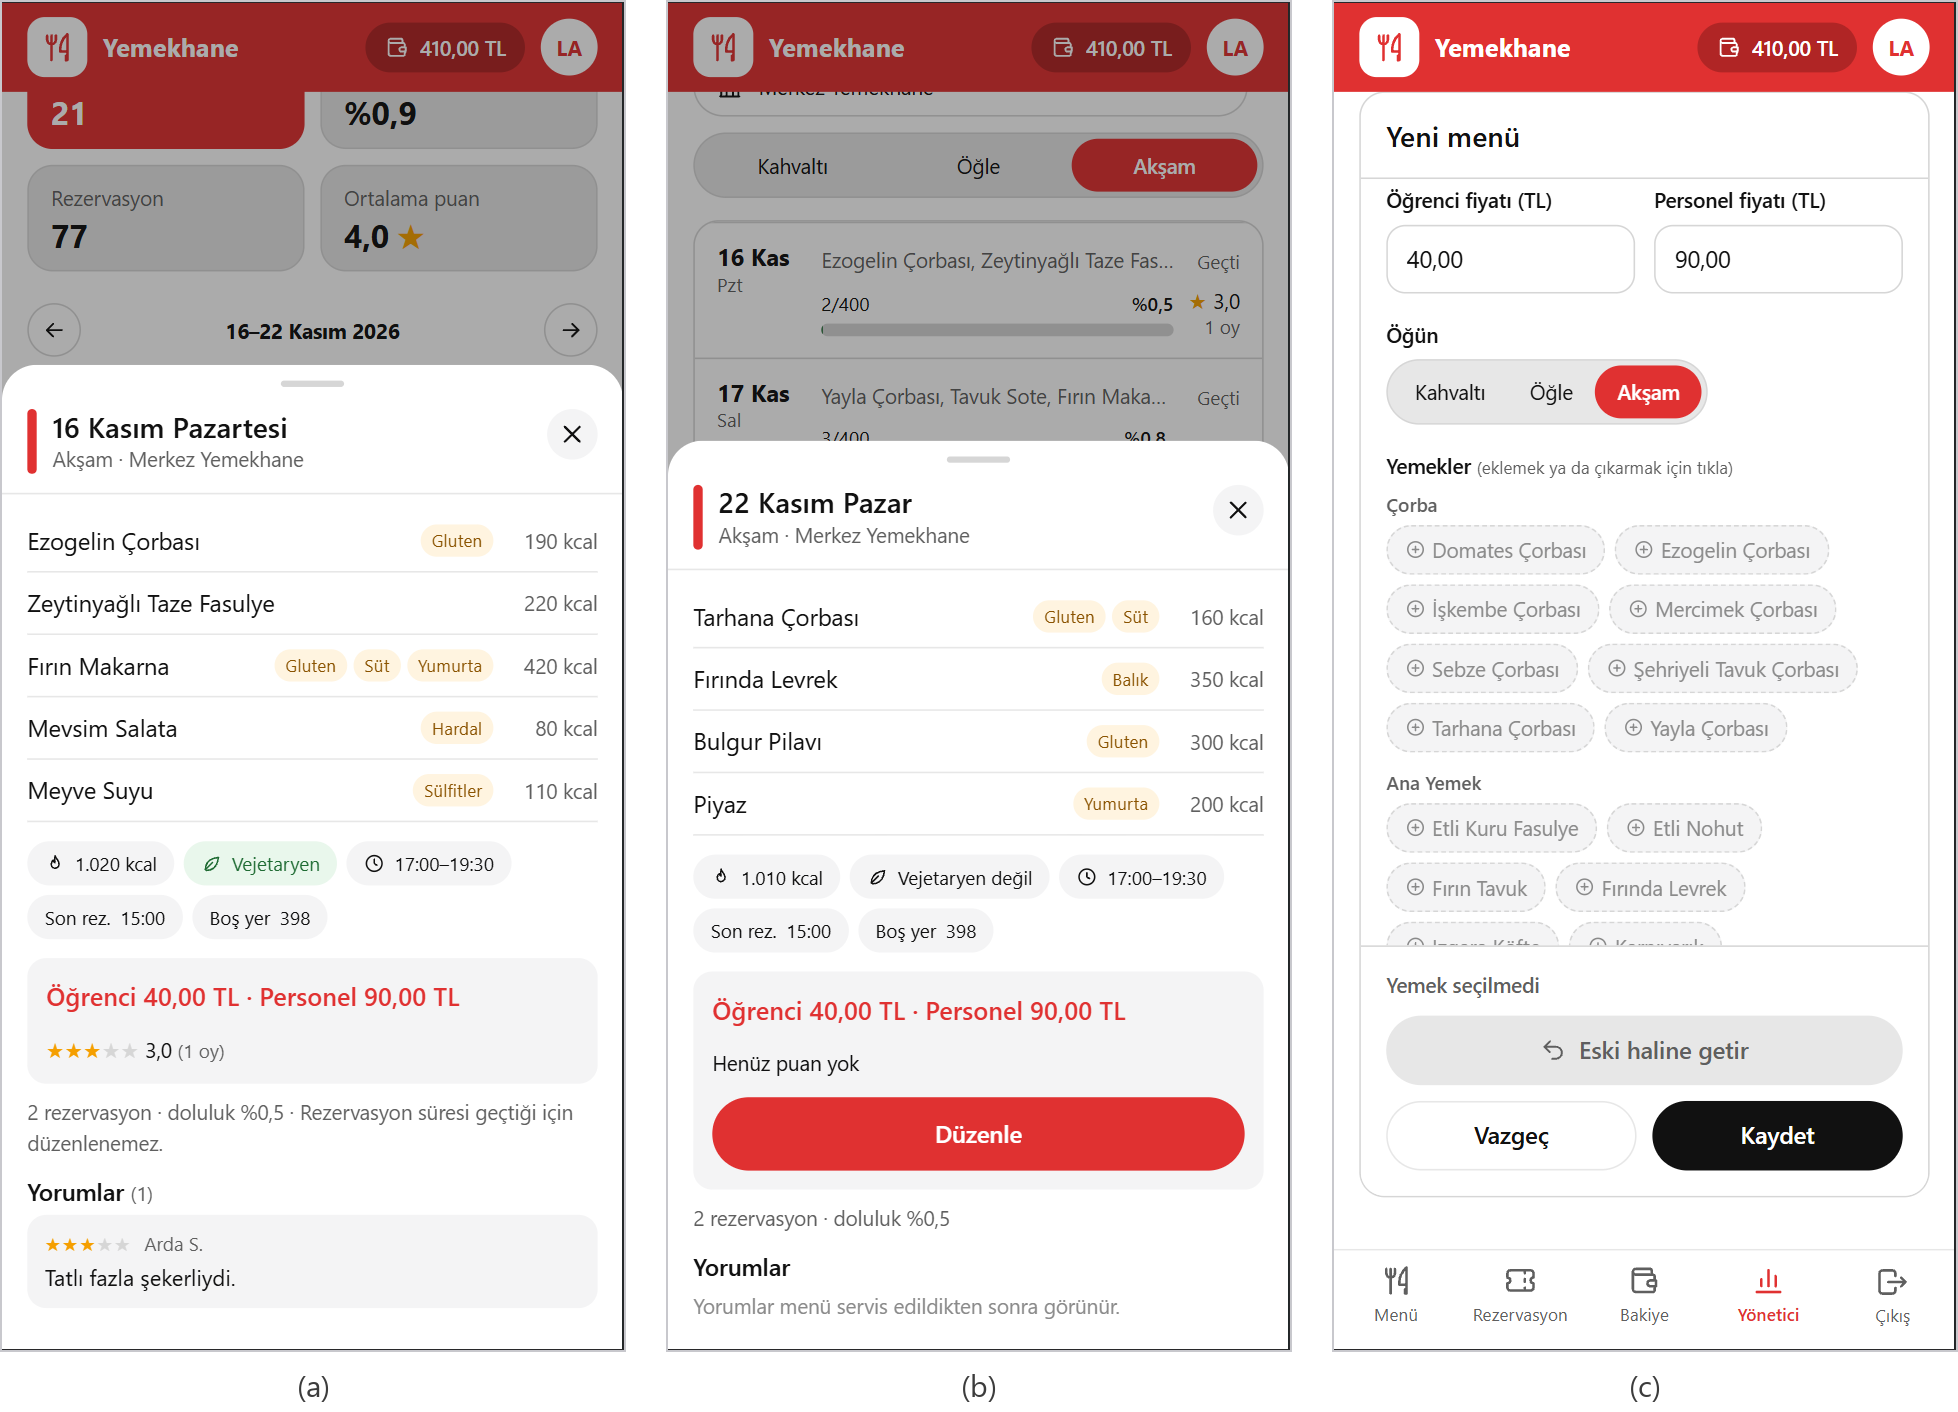 Yemekhane
410,00 TL
LA
21
%0,9
Rezervasyon
77
Ortalama puan
4,0
16–22 Kasım 2026
16 Kasım Pazartesi
Akşam · Merkez Yemekhane
Ezogelin Çorbası Gluten 190 kcal
Zeytinyağlı Taze Fasulye 220 kcal
Fırın Makarna Gluten Süt Yumurta 420 kcal
Mevsim Salata Hardal 80 kcal
Meyve Suyu Sülfitler 110 kcal
1.020 kcal Vejetaryen 17:00–19:30
Son rez. 15:00 Boş yer 398
Öğrenci 40,00 TL · Personel 90,00 TL
3,0 (1 oy)
2 rezervasyon · doluluk %0,5 · Rezervasyon süresi geçtiği için
düzenlenemez.
Yorumlar (1)
Arda S.
Tatlı fazla şekerliydi.
(a)
Yemekhane
410,00 TL
LA
Merkez Yemekhane
Kahvaltı Öğle Akşam
16 Kas Ezogelin Çorbası, Zeytinyağlı Taze Fas... Geçti
Pzt
2/400 %0,5 3,0
1 oy
17 Kas Yayla Çorbası, Tavuk Sote, Fırın Maka... Geçti
Sal
3/400 %0,8
22 Kasım Pazar
Akşam · Merkez Yemekhane
Tarhana Çorbası Gluten Süt 160 kcal
Fırında Levrek Balık 350 kcal
Bulgur Pilavı Gluten 300 kcal
Piyaz Yumurta 200 kcal
1.010 kcal Vejetaryen değil 17:00–19:30
Son rez. 15:00 Boş yer 398
Öğrenci 40,00 TL · Personel 90,00 TL
Henüz puan yok
Düzenle
2 rezervasyon · doluluk %0,5
Yorumlar
Yorumlar menü servis edildikten sonra görünür.
(b)
Yemekhane
410,00 TL
LA
Yeni menü
Öğrenci fiyatı (TL) Personel fiyatı (TL)
40,00 90,00
Öğün
Kahvaltı Öğle Akşam
Yemekler (eklemek ya da çıkarmak için tıkla)
Çorba
Domates Çorbası Ezogelin Çorbası
İşkembe Çorbası Mercimek Çorbası
Sebze Çorbası Şehriyeli Tavuk Çorbası
Tarhana Çorbası Yayla Çorbası
Ana Yemek
Etli Kuru Fasulye Etli Nohut
Fırın Tavuk Fırında Levrek
Izgara Köfte Karnıyarık
Yemek seçilmedi
Eski haline getir
Vazgeç Kaydet
Menü Rezervasyon Bakiye Yönetici Çıkış
(c)